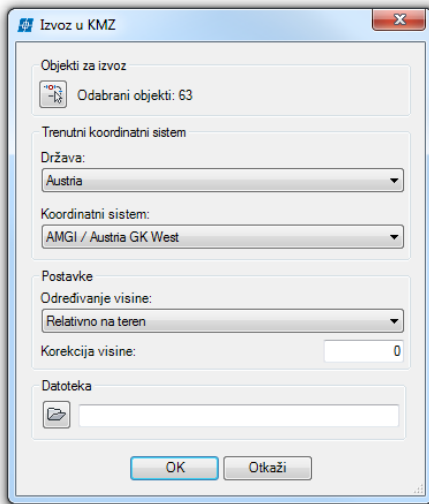 Izvoz u KMZ
Objekti za izvoz
Odabrani objekti: 63
Trenutni koordinatni sistem
Država:
Austria
Koordinatni sistem:
AMGI / Austria GK West
Postavke
Određivanje visine:
Relativno na teren
Korekcija visine:
0
Datoteka
OK
Otkaži